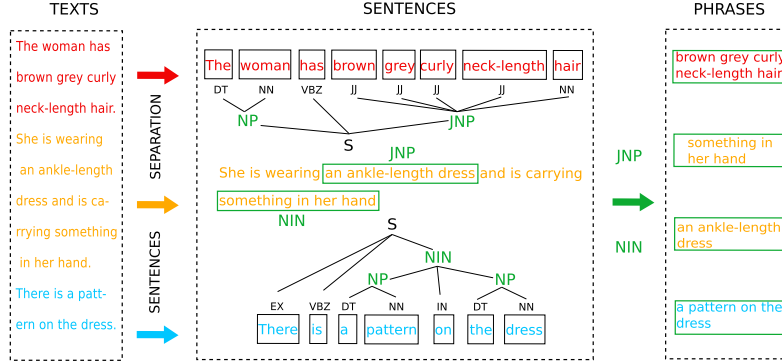 TEXTS
SENTENCES
PHRASES
The woman has
brown grey curly
neck-length hair.
She is wearing
an ankle-length
dress and is ca-
rrying something
in her hand.
There is a patt-
ern on the dress.
SEPARATION
SENTENCES
The woman has brown grey curly neck-length hair
DT NN VBZ JJ JJ JJ JJ NN
NP JNP
S
JNP
She is wearing an ankle-length dress and is carrying
something in her hand
NIN
S
NIN
NP NP
EX VBZ DT NN IN DT NN
There is a pattern on the dress
JNP
NIN
brown grey curly
neck-length hair
something in
her hand
an ankle-length
dress
a pattern on the
dress